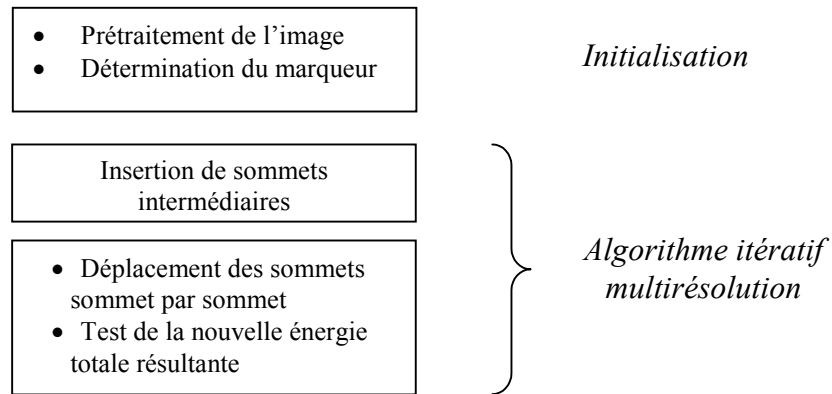 • Prétraitement de l’image
• Détermination du marqueur
Initialisation
Insertion de sommets
intermédiaires
• Déplacement des sommets
sommet par sommet
• Test de la nouvelle énergie
totale résultante
Algorithme itératif
multirésolution